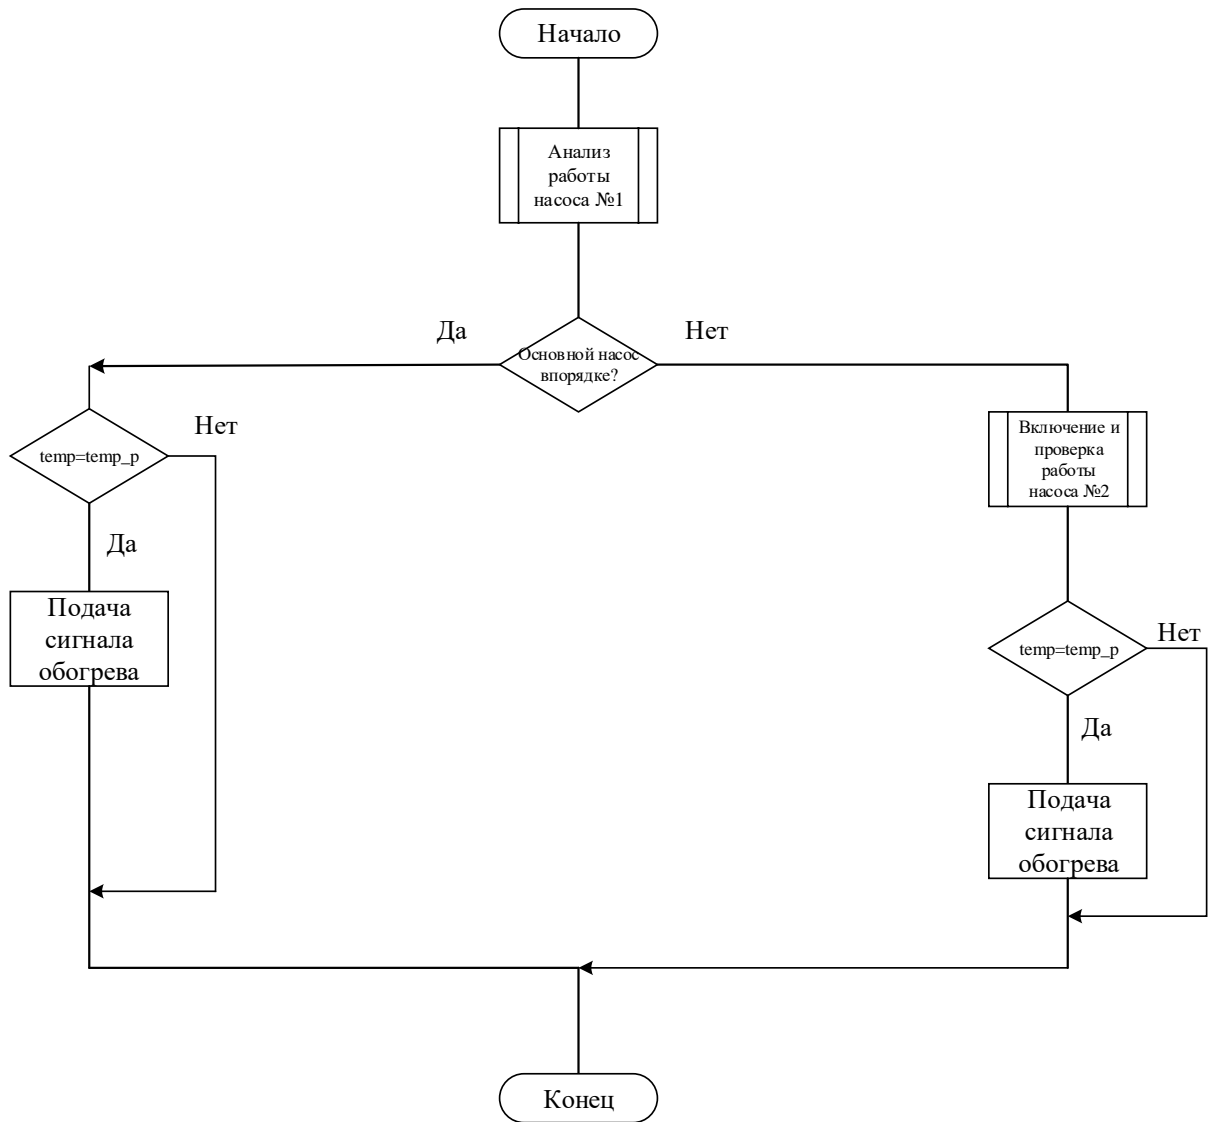 Начало
Анализ
работы
насоса №1
Да
Нет
Основной насос
впорядке?
Нет
temp=temp_p
Да
Подача
сигнала
обогрева
Включение и
проверка
работы
насоса №2
Нет
temp=temp_p
Да
Подача
сигнала
обогрева
Конец